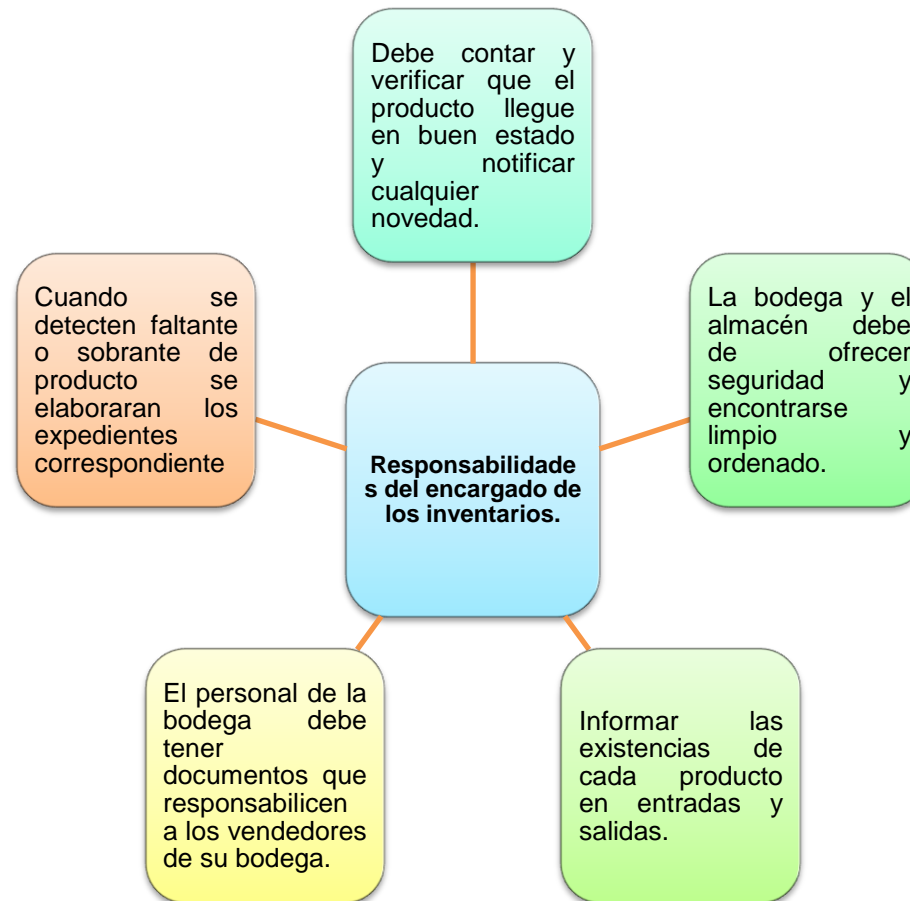 Debe contar y
verificar que el
producto llegue
en buen estado
y notificar
cualquier
novedad.
Cuando se
detecten faltante
o sobrante de
producto se
elaboraran los
expedientes
correspondiente
La bodega y el
almacén debe
de ofrecer
seguridad y
encontrarse
limpio y
ordenado.
Responsabilidade
s del encargado de
los inventarios.
El personal de la
bodega debe
tener
documentos que
responsabilicen
a los vendedores
de su bodega.
Informar las
existencias de
cada producto
en entradas y
salidas.